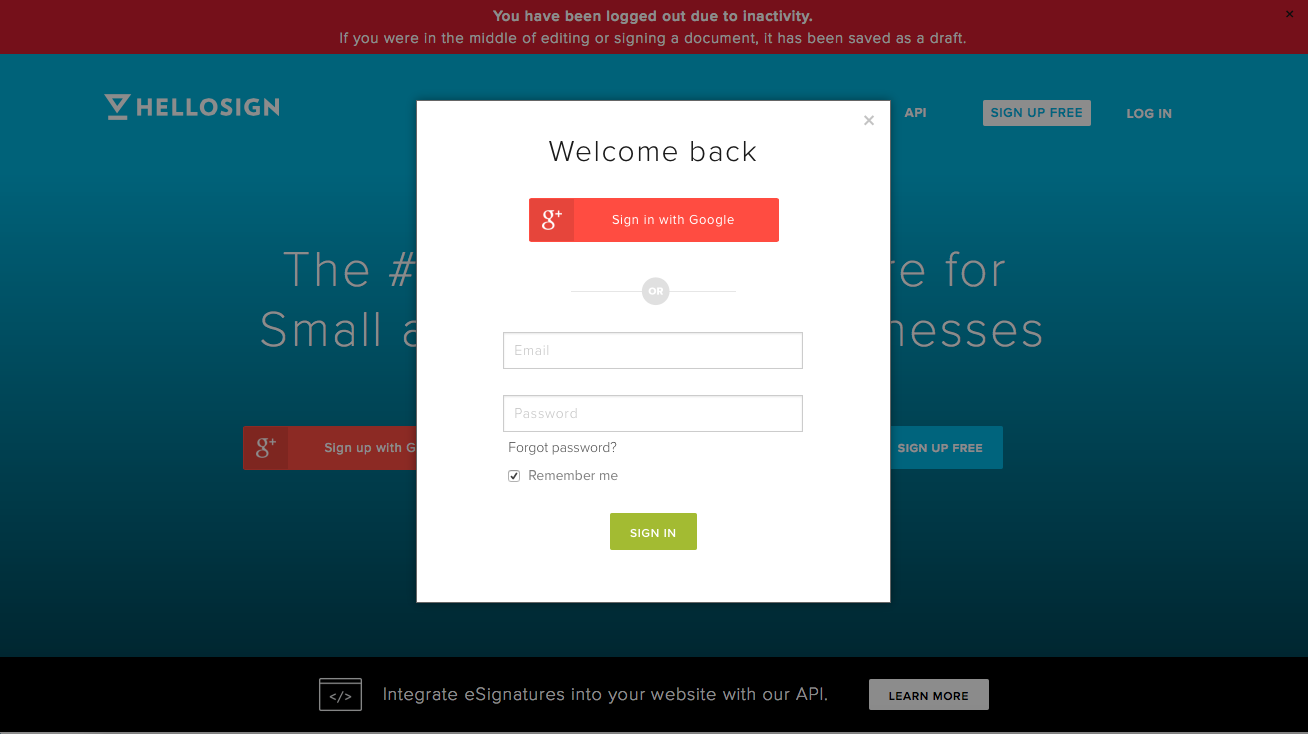 You have been logged out due to inactivity.
×
If you were in the middle of editing or signing a document, it has been saved as a draft.
HELLOSIGN
API
SIGN UP FREE
LOG IN
×
Welcome back
g+
Sign in with Google
The #
re for
OR
Small
nesses
Email
Password
g+
Sign up with G
Forgot password?
SIGN UP FREE
Remember me
SIGN IN
</>
Integrate eSignatures into your website with our API.
LEARN MORE